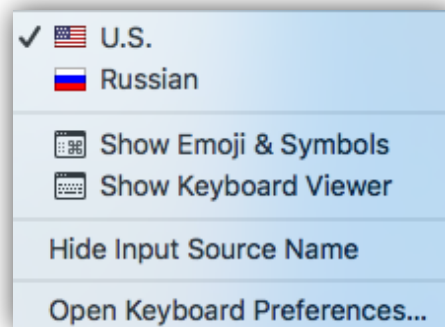 ✓ U.S.
Russian
Show Emoji & Symbols
Show Keyboard Viewer
Hide Input Source Name
Open Keyboard Preferences...